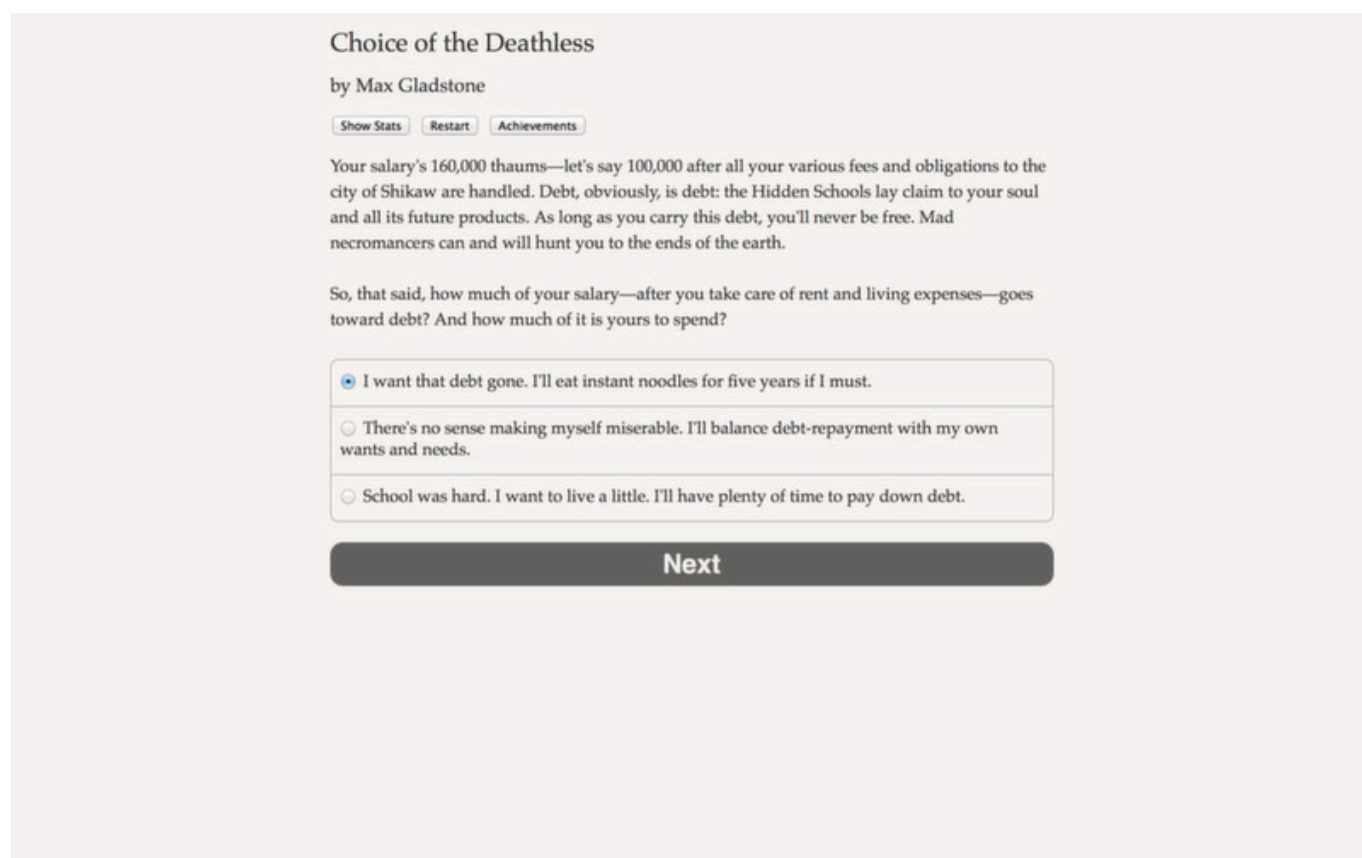 Choice of the Deathless
by Max Gladstone
Show Stats Restart Achievements
Your salary's 160,000 thaums—let's say 100,000 after all your various fees and obligations to the
city of Shikaw are handled. Debt, obviously, is debt: the Hidden Schools lay claim to your soul
and all its future products. As long as you carry this debt, you'll never be free. Mad
necromancers can and will hunt you to the ends of the earth.
So, that said, how much of your salary—after you take care of rent and living expenses—goes
toward debt? And how much of it is yours to spend?
I want that debt gone. I'll eat instant noodles for five years if I must.
There's no sense making myself miserable. I'll balance debt-repayment with my own
wants and needs.
School was hard. I want to live a little. I'll have plenty of time to pay down debt.
Next